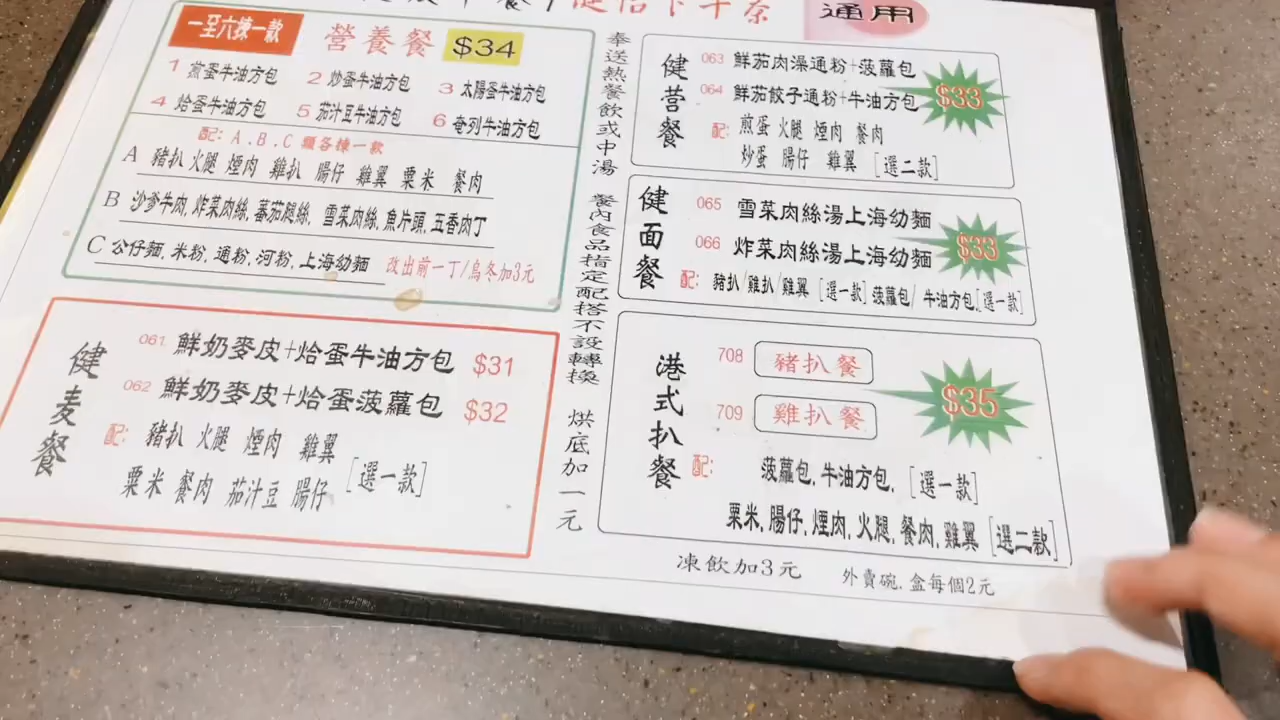 通用
一至六揀一款 營養餐 $34
1 煎蛋牛油方包 2 炒蛋牛油方包 3 太陽蛋牛油方包
4 烚蛋牛油方包 5 茄汁豆牛油方包 6 奄列牛油方包
配: A.B.C 類各揀一款
A 豬扒 火腿 煙肉 雞扒 腸仔 雞翼 粟米 餐肉
B 沙爹牛肉, 炸菜肉絲, 蕃茄腿絲, 雪菜肉絲, 魚片頭, 五香肉丁
C 公仔麵, 米粉, 通粉, 河粉, 上海幼麵 改出前一丁/烏冬加3元
健麦餐
061 鮮奶麥皮+烚蛋牛油方包 $31
062 鮮奶麥皮+烚蛋菠蘿包 $32
配: 豬扒 火腿 煙肉 雞翼
粟米 餐肉 茄汁豆 腸仔 [選一款]
奉送熱餐飲或中湯 餐內食品指定配搭不設轉換 烘底加一元
健营餐
063 鮮茄肉澡通粉+菠蘿包
064 鮮茄餃子通粉+牛油方包 $33
配: 煎蛋 火腿 煙肉 餐肉
炒蛋 腸仔 雞翼 [選二款]
健面餐
065 雪菜肉絲湯上海幼麵
066 炸菜肉絲湯上海幼麵 $33
配: 豬扒/雞扒/雞翼 [選一款] 菠蘿包/ 牛油方包[選一款]
港式扒餐
708 豬扒餐
709 雞扒餐 $35
配: 菠蘿包, 牛油方包, [選一款]
粟米, 腸仔, 煙肉, 火腿, 餐肉, 雞翼 [選二款]
凍飲加3元 外賣碗.盒每個2元